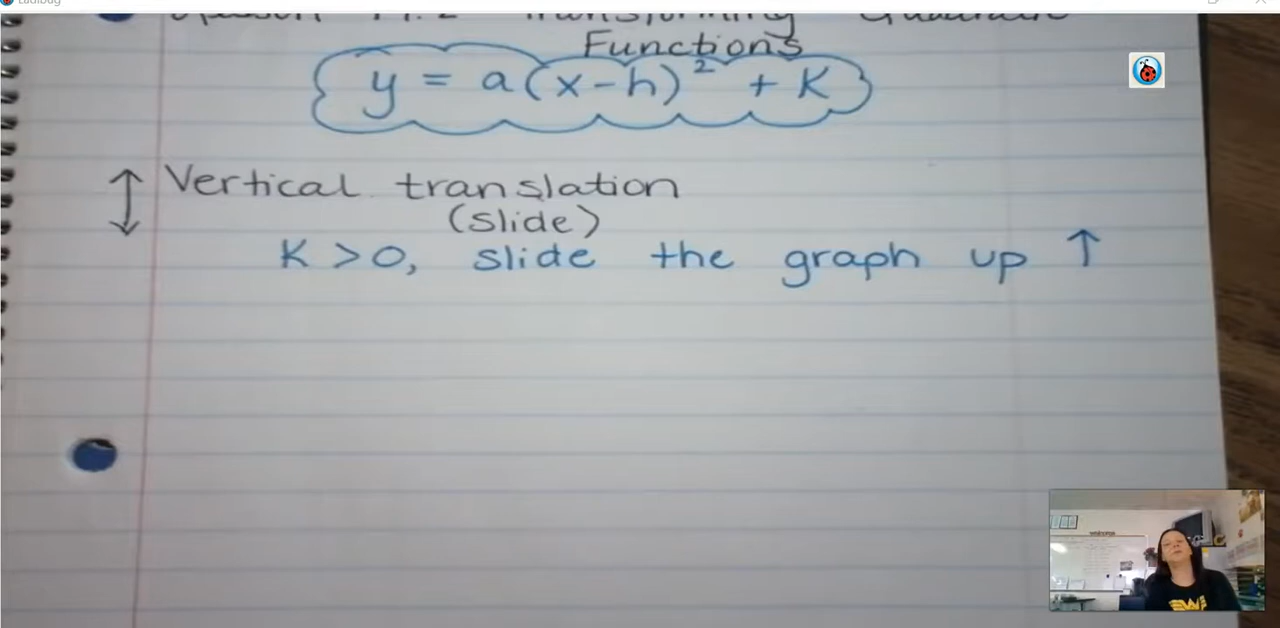 Functions
y = a(x-h)² + K
Vertical translation
(slide)
K > 0, slide the graph up ↑